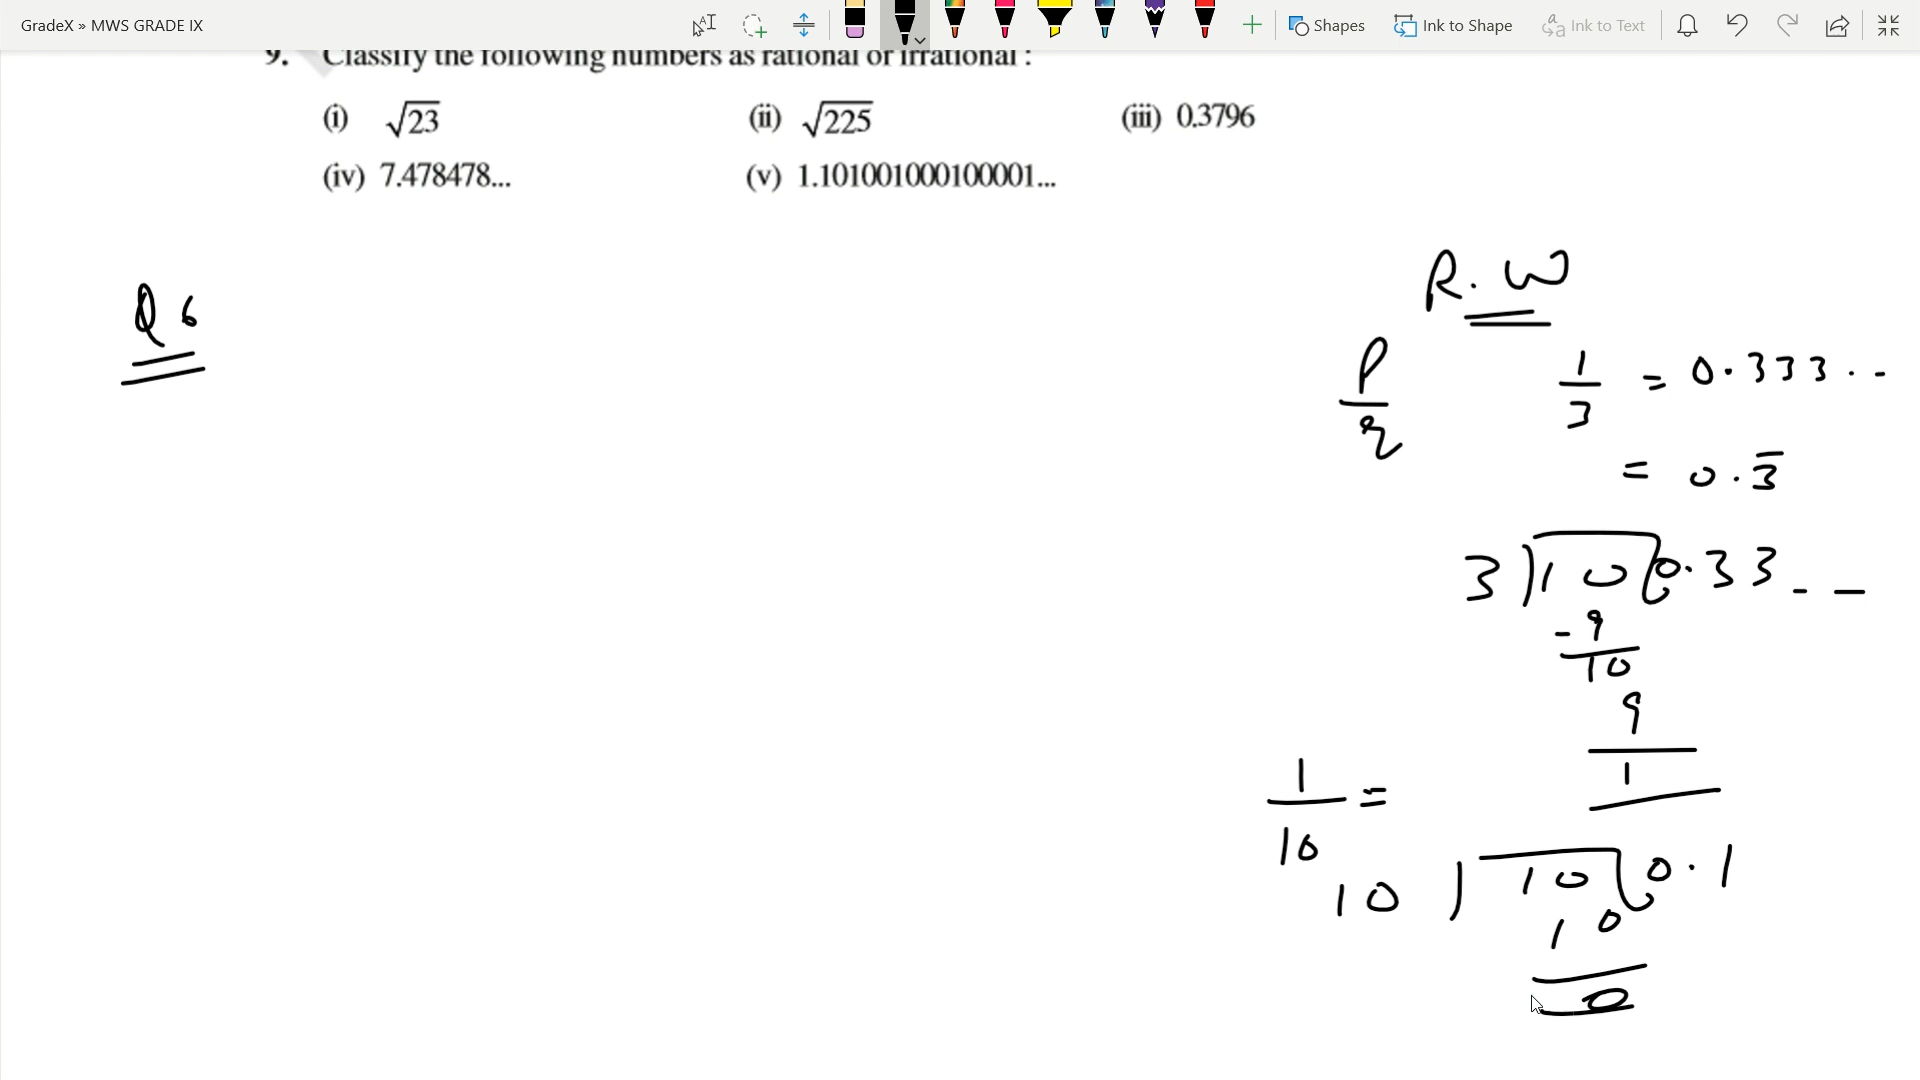 GradeX » MWS GRADE IX
Shapes
Ink to Shape
Ink to Text
9. Classify the following numbers as rational or irrational :
(i) √23 (ii) √225 (iii) 0.3796
(iv) 7.478478... (v) 1.101001000100001...
Q 6
R. W
p/q
1/3 = 0.333...
= 0.3̅
3)10(0.33 - -
- 9
10
9
1
1/10 =
10)10(0.1
10
0